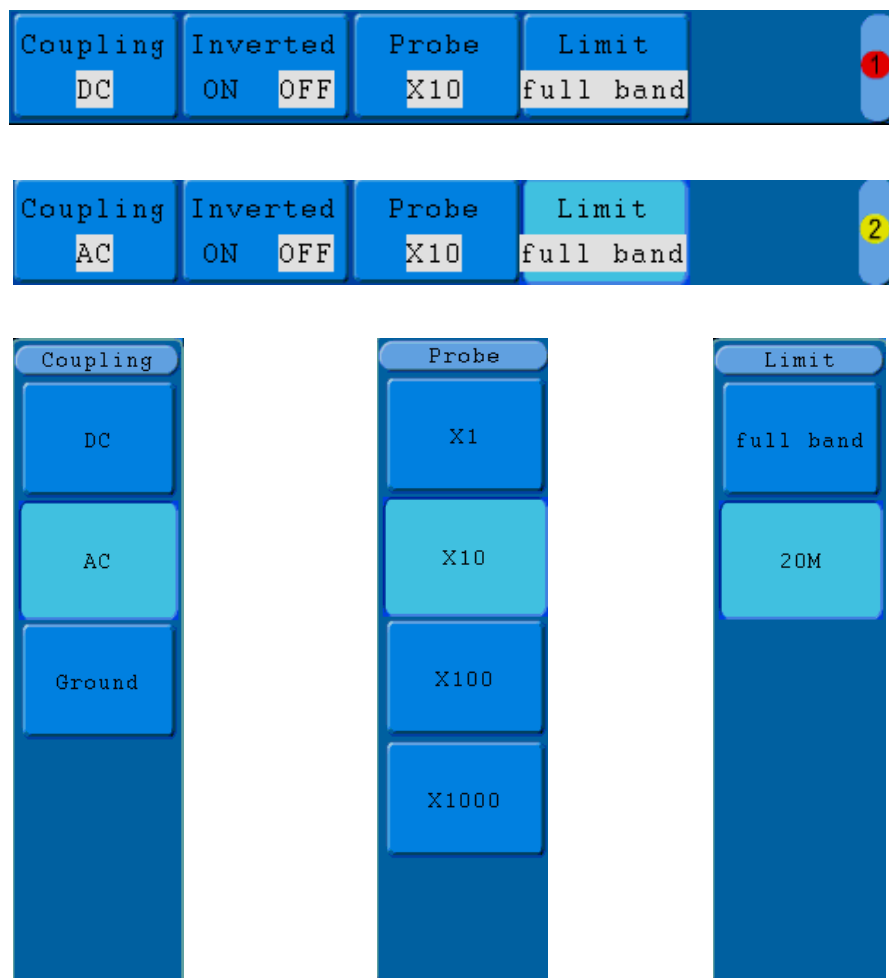 Coupling Inverted Probe Limit
DC ON OFF X10 full band
1
Coupling Inverted Probe Limit
AC ON OFF X10 full band
2
Coupling
DC
AC
Ground
Probe
X1
X10
X100
X1000
Limit
full band
20M